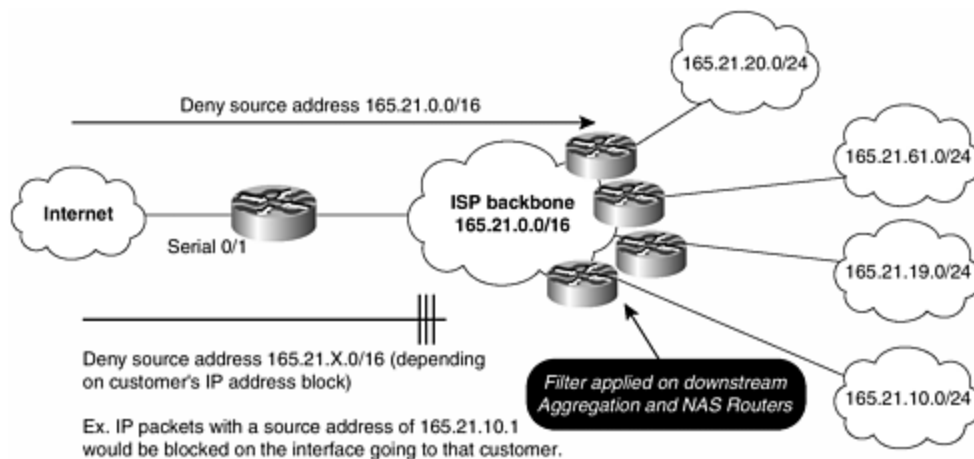 165.21.20.0/24
Deny source address 165.21.0.0/16
165.21.61.0/24
Internet
ISP backbone
165.21.0.0/16
Serial 0/1
165.21.19.0/24
Deny source address 165.21.X.0/16 (depending
on customer's IP address block)
Filter applied on downstream
Aggregation and NAS Routers
165.21.10.0/24
Ex. IP packets with a source address of 165.21.10.1
would be blocked on the interface going to that customer.